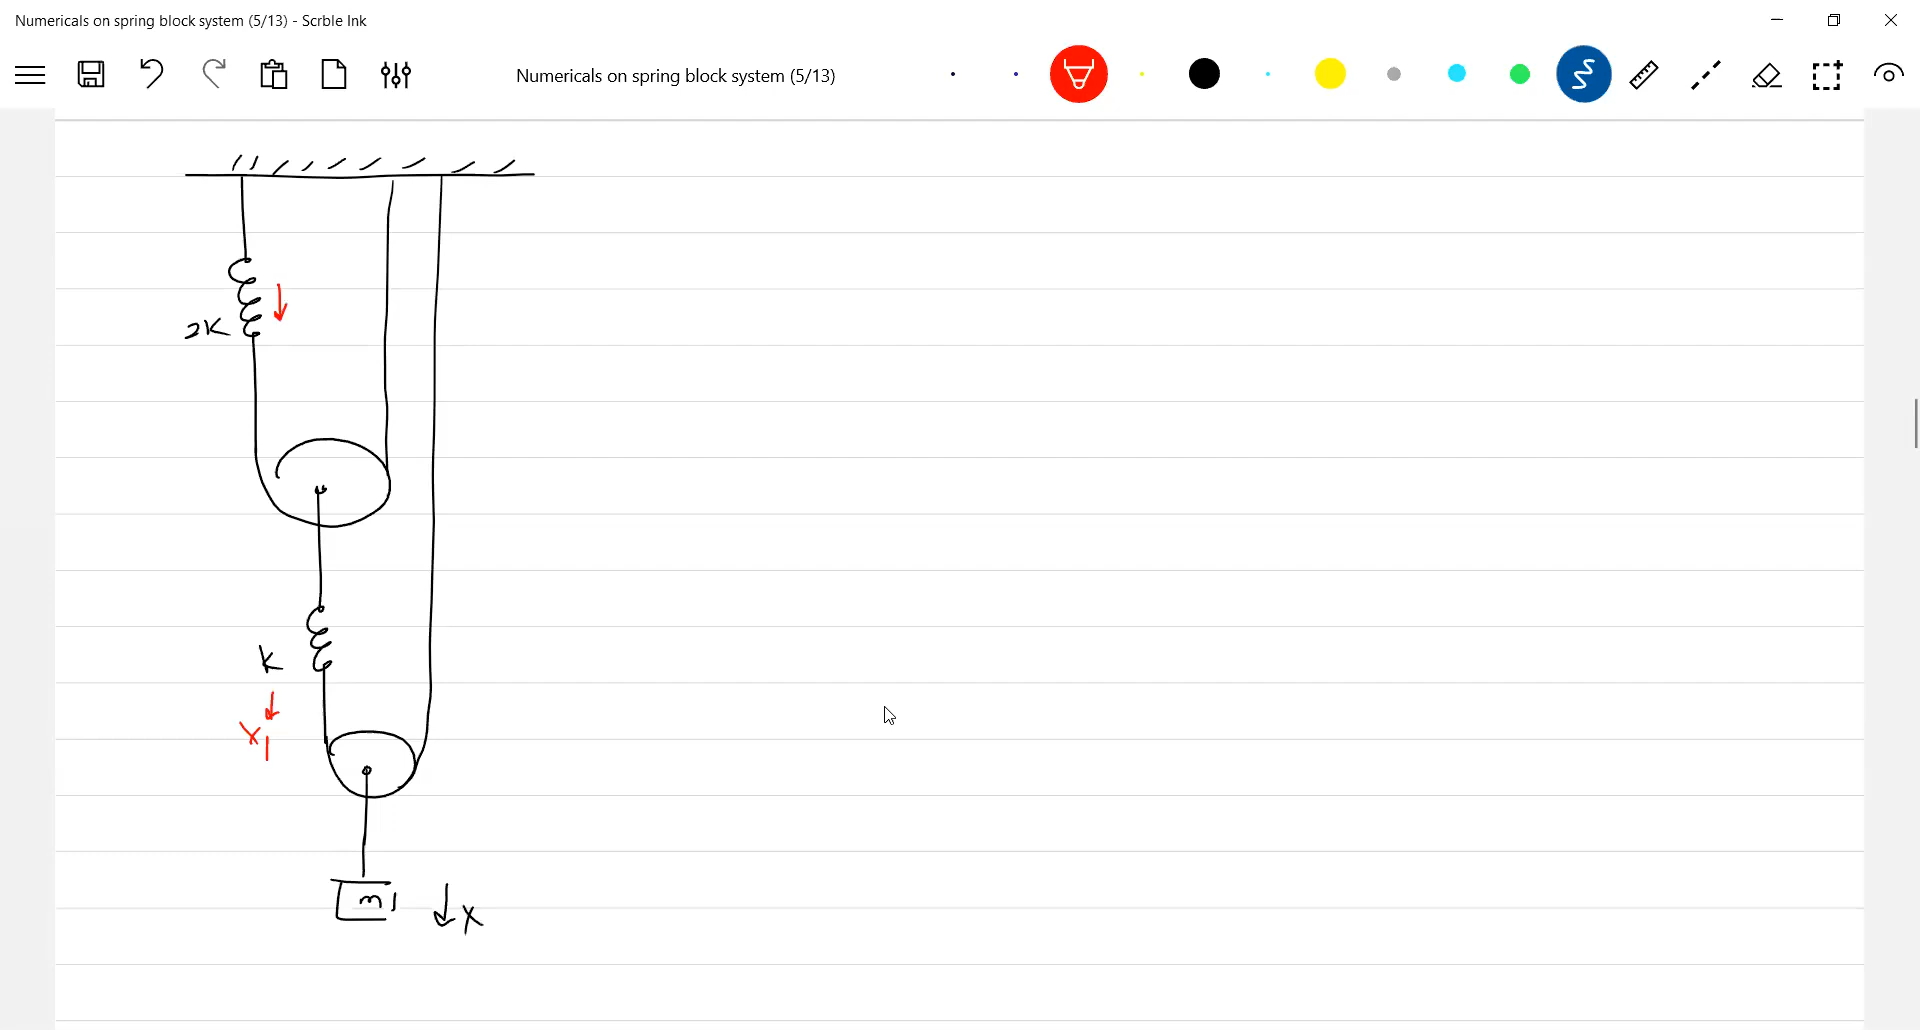 Numericals on spring block system (5/13) - Scrble Ink
Numericals on spring block system (5/13)
2K
K
x1
m
x